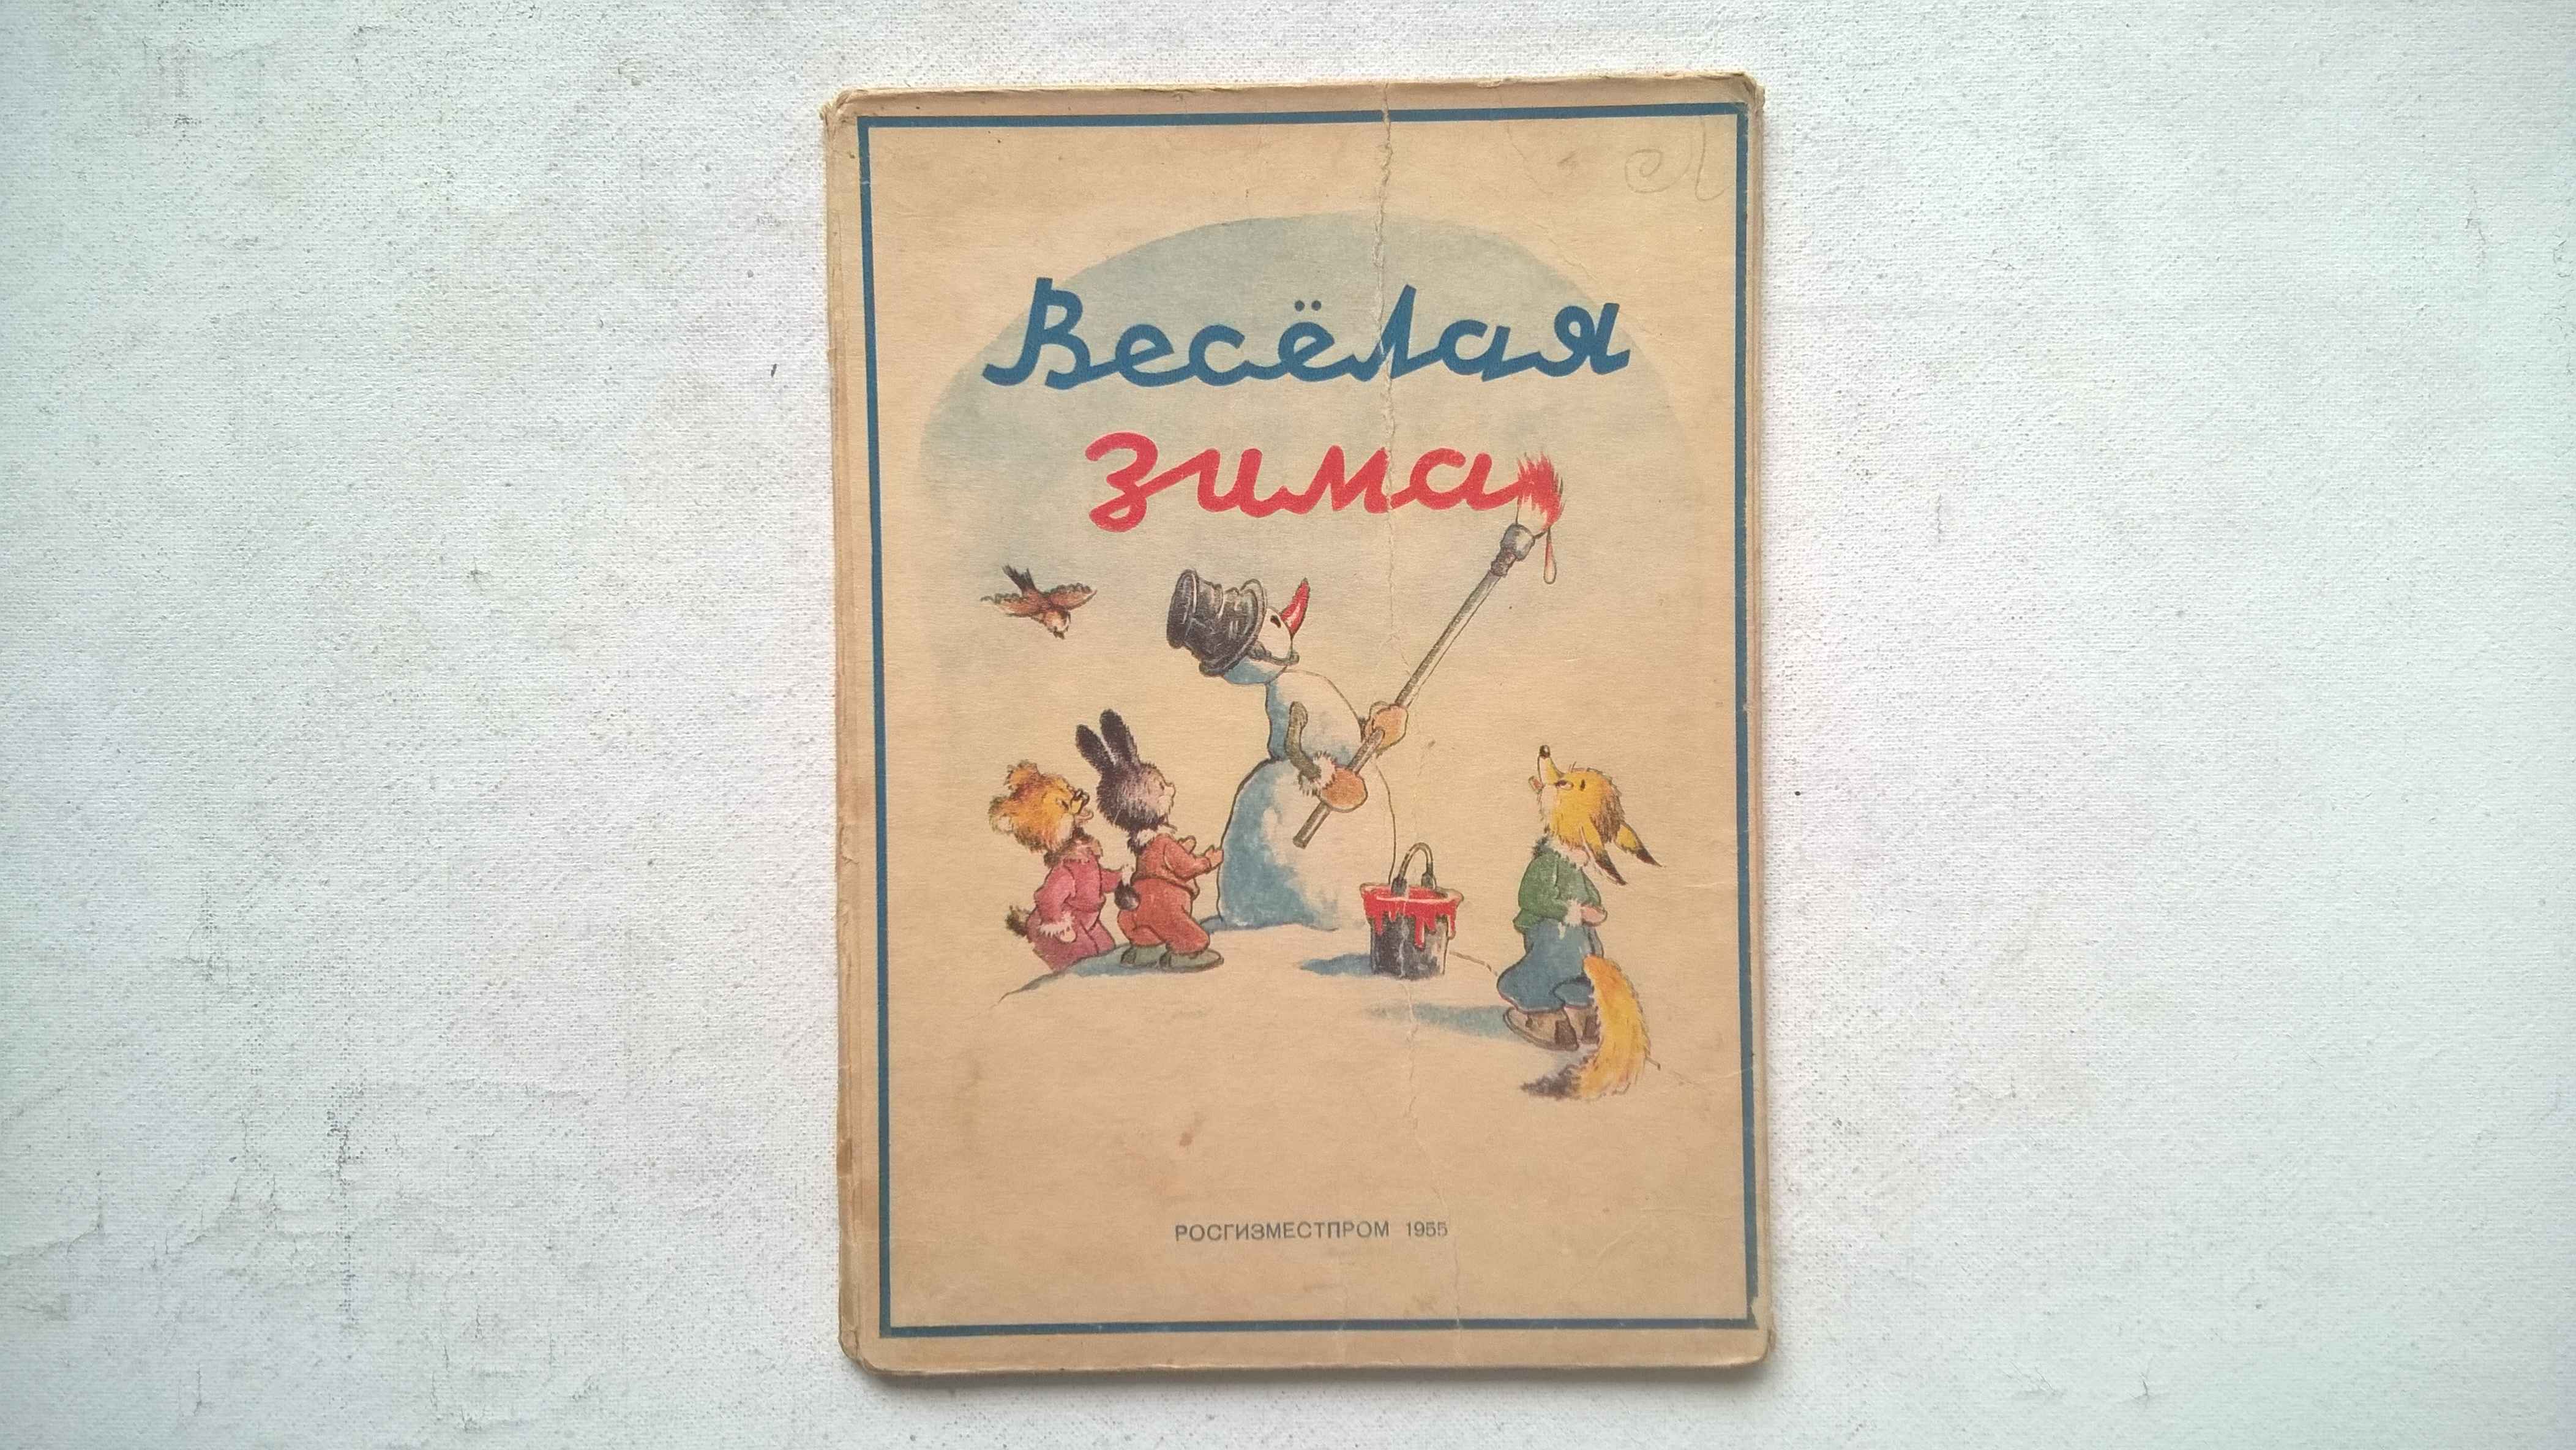 Весёлая
зима
РОСГИЗМЕСТПРОМ 1955